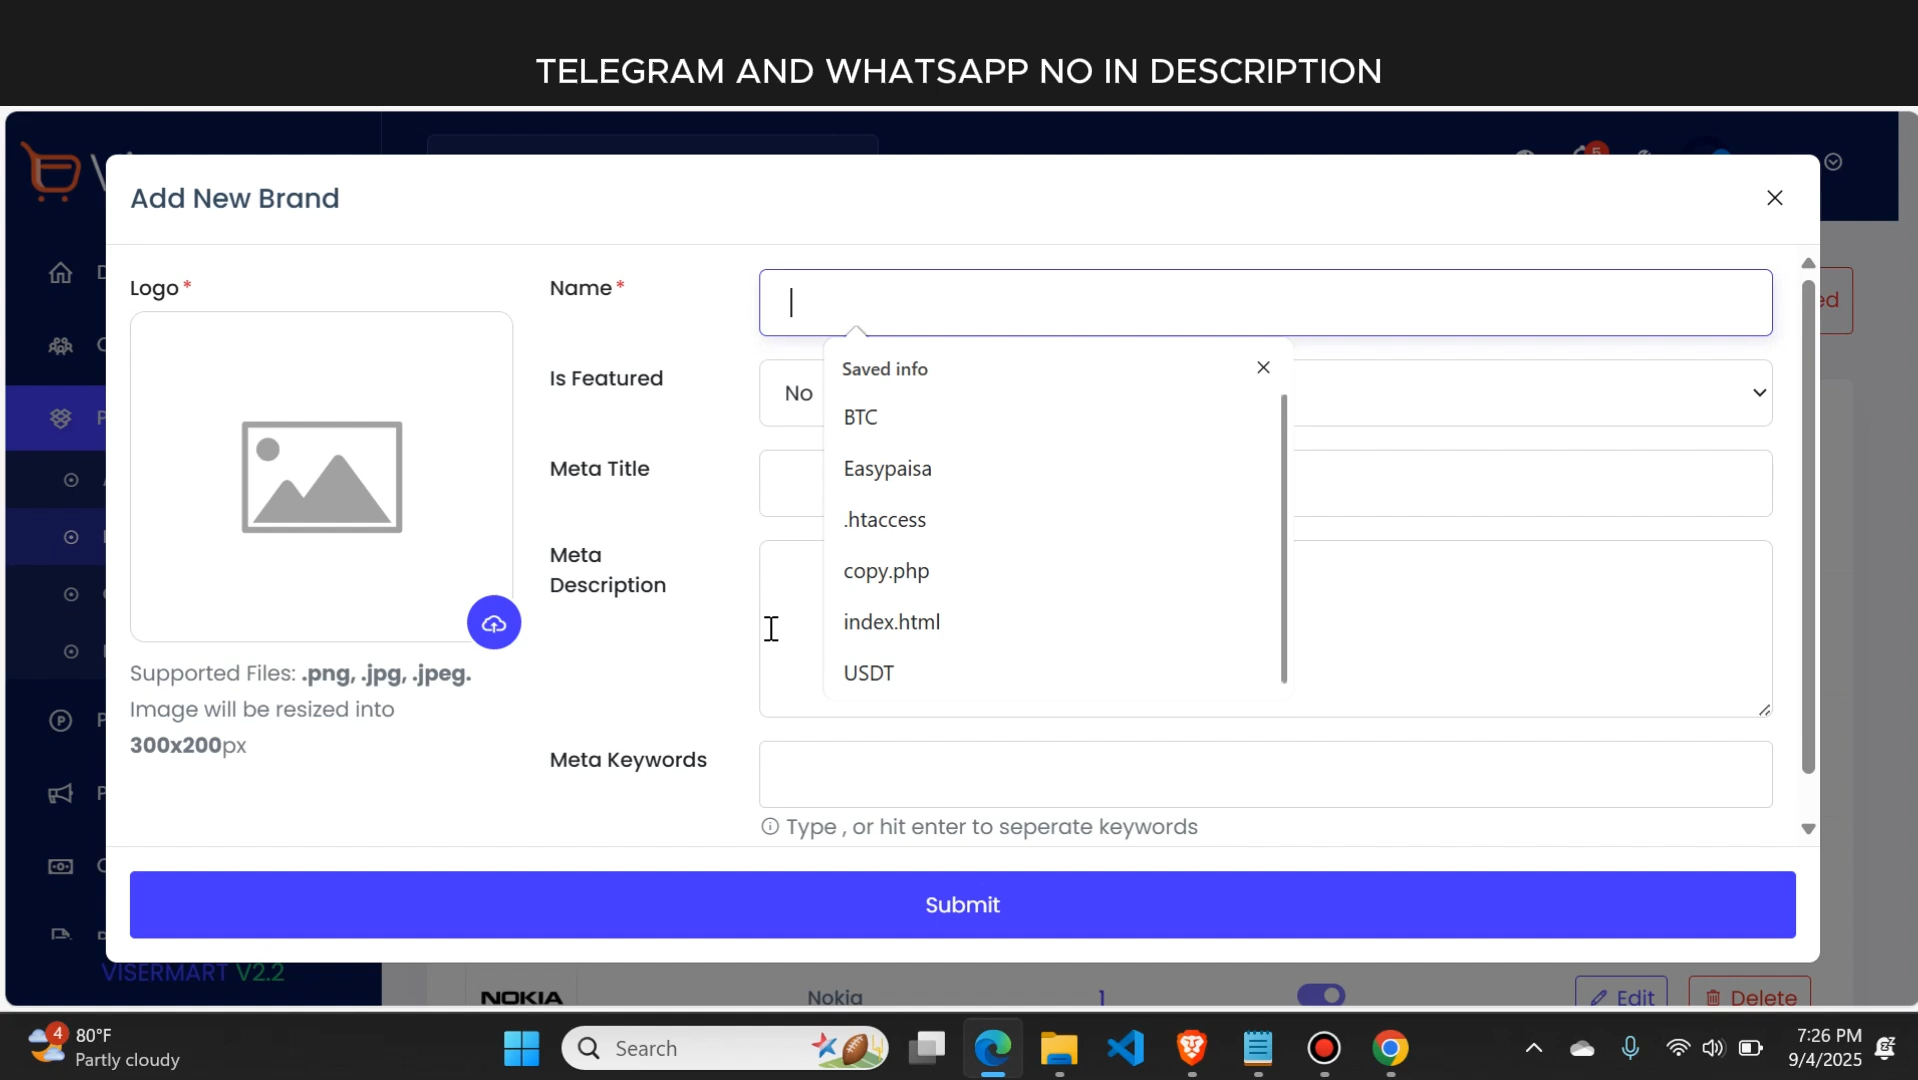 TELEGRAM AND WHATSAPP NO IN DESCRIPTION
5
Add New Brand
Logo *
Name *
Saved info
Is Featured
No
BTC
Meta Title
Easypaisa
.htaccess
Meta
Description
copy.php
index.html
USDT
Supported Files: .png, .jpg, .jpeg.
Image will be resized into
300x200px
Meta Keywords
Type , or hit enter to seperate keywords
Submit
VISERMART V2.2
NOKIA
Nokia
1
Edit
Delete
4
80°F
Partly cloudy
Search
7:26 PM
9/4/2025